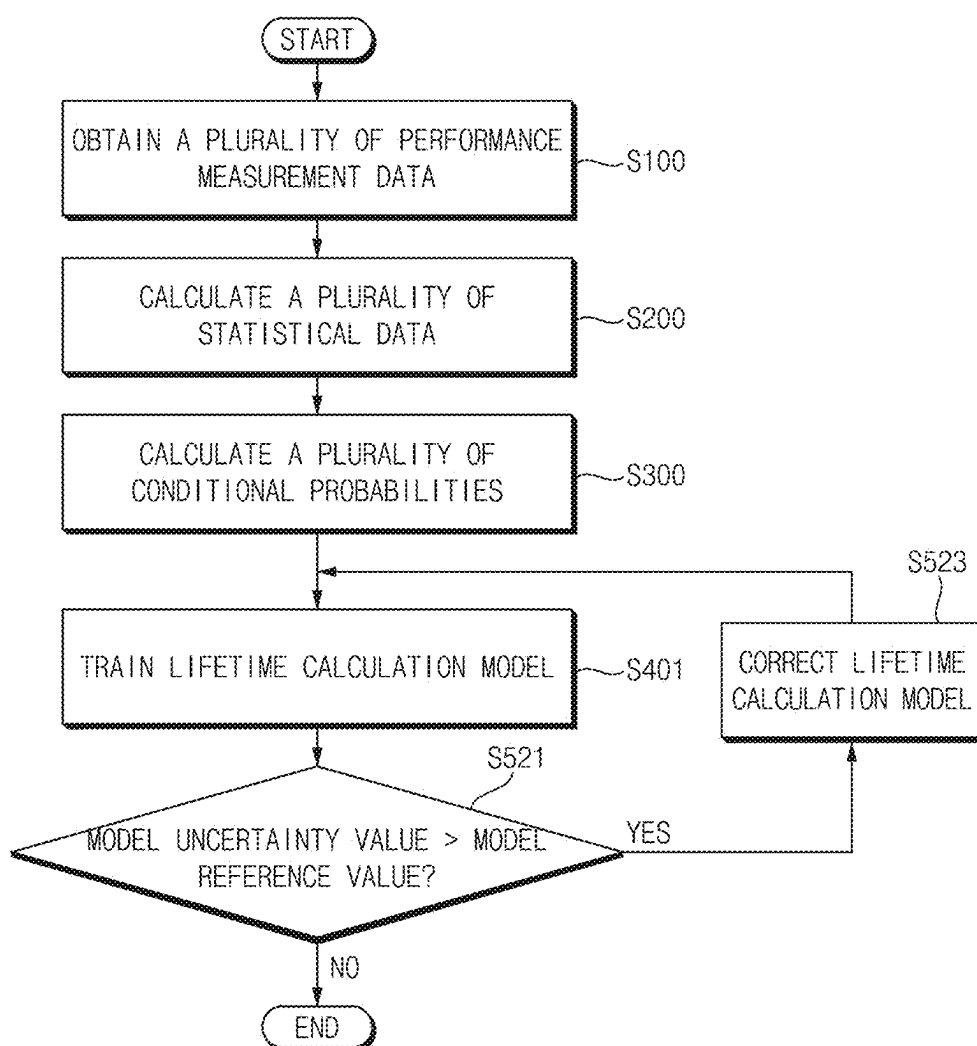 START
OBTAIN A PLURALITY OF PERFORMANCE
MEASUREMENT DATA
S100
CALCULATE A PLURALITY OF
STATISTICAL DATA
S200
CALCULATE A PLURALITY OF
CONDITIONAL PROBABILITIES
S300
S523
TRAIN LIFETIME CALCULATION MODEL
S401
CORRECT LIFETIME
CALCULATION MODEL
S521
MODEL UNCERTAINTY VALUE > MODEL
REFERENCE VALUE?
YES
NO
END